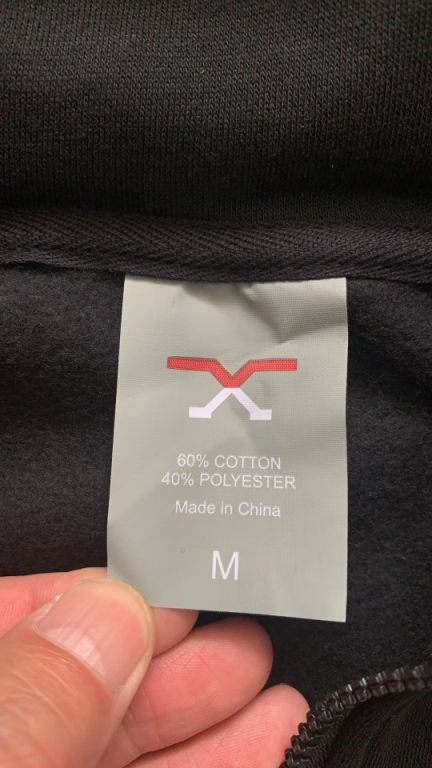 60% COTTON
40% POLYESTER
Made in China
M